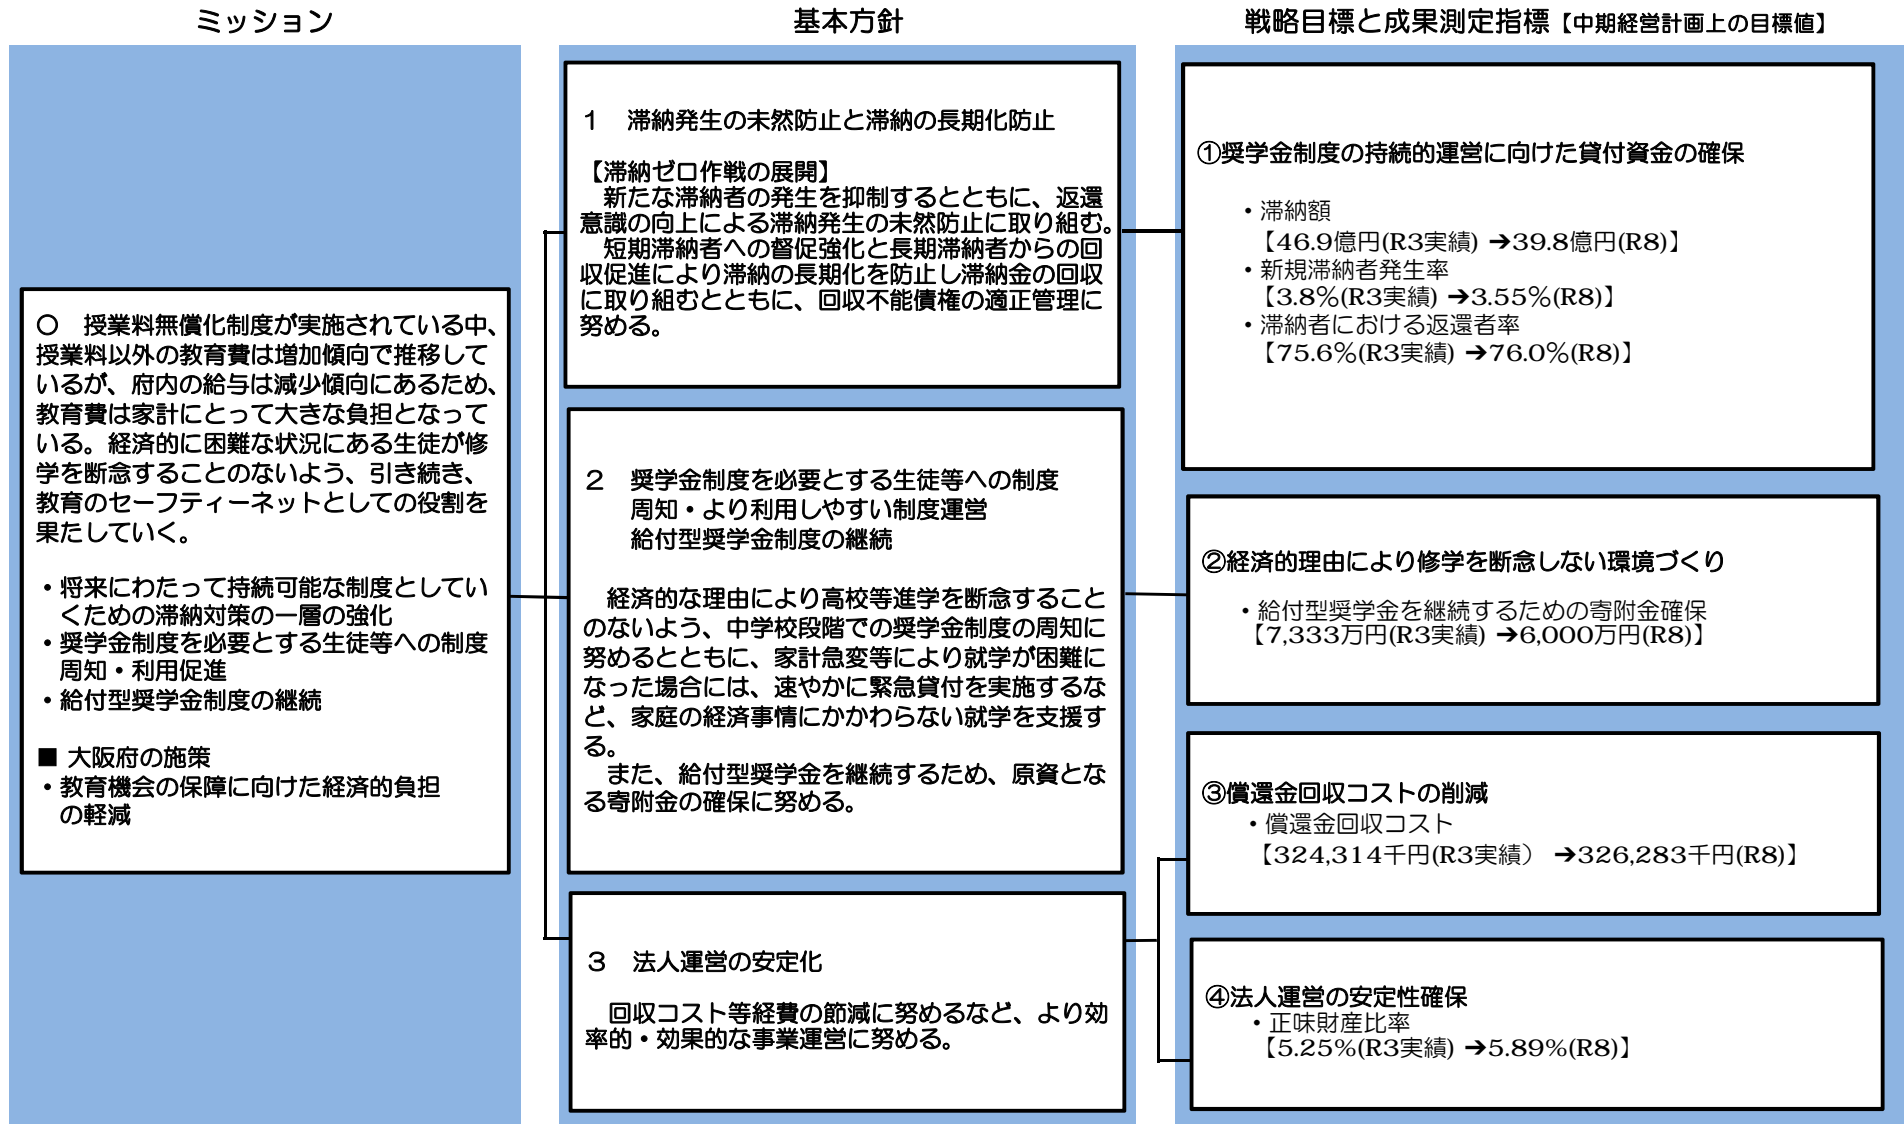 ミッション
○　授業料無償化制度が実施されている中、
授業料以外の教育費は増加傾向で推移して
いるが、府内の給与は減少傾向にあるため、
教育費は家計にとって大きな負担となって
いる。経済的に困難な状況にある生徒が修
学を断念することのないよう、引き続き、
教育のセーフティーネットとしての役割を
果たしていく。
・将来にわたって持続可能な制度としてい
くための滞納対策の一層の強化
・奨学金制度を必要とする生徒等への制度
周知・利用促進
・給付型奨学金制度の継続
■ 大阪府の施策
・教育機会の保障に向けた経済的負担
の軽減
基本方針
１　滞納発生の未然防止と滞納の長期化防止
【滞納ゼロ作戦の展開】
新たな滞納者の発生を抑制するとともに、返還
意識の向上による滞納発生の未然防止に取り組む。
短期滞納者への督促強化と長期滞納者からの回
収促進により滞納の長期化を防止し滞納金の回収
に取り組むとともに、回収不能債権の適正管理に
努める。
２　奨学金制度を必要とする生徒等への制度
周知・より利用しやすい制度運営
給付型奨学金制度の継続
経済的な理由により高校等進学を断念すること
のないよう、中学校段階での奨学金制度の周知に
努めるとともに、家計急変等により就学が困難に
なった場合には、速やかに緊急貸付を実施するな
ど、家庭の経済事情にかかわらない就学を支援す
る。
また、給付型奨学金を継続するため、原資とな
る寄附金の確保に努める。
３　法人運営の安定化
回収コスト等経費の節減に努めるなど、より効
率的・効果的な事業運営に努める。
戦略目標と成果測定指標【中期経営計画上の目標値】
①奨学金制度の持続的運営に向けた貸付資金の確保
・滞納額
【46.9億円(R3実績) ➔39.8億円(R8)】
・新規滞納者発生率
【3.8％(R3実績) ➔3.55％(R8)】
・滞納者における返還者率
【75.6％(R3実績) ➔76.0％(R8)】
②経済的理由により修学を断念しない環境づくり
・給付型奨学金を継続するための寄附金確保
【7,333万円(R3実績) ➔6,000万円(R8)】
③償還金回収コストの削減
・償還金回収コスト
【324,314千円(R3実績） ➔326,283千円(R8)】
④法人運営の安定性確保
・正味財産比率
【5.25%(R3実績) ➔5.89%(R8)】